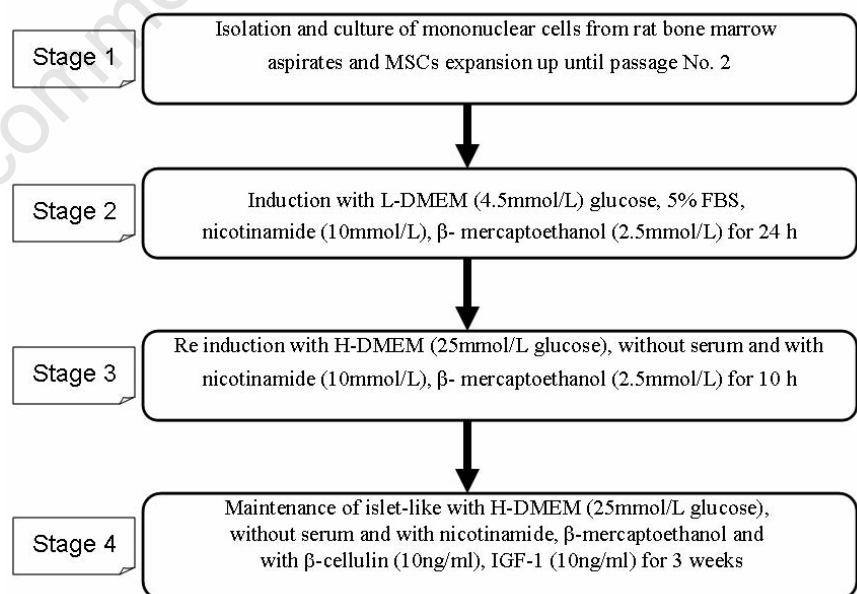 Stage 1
Isolation and culture of mononuclear cells from rat bone marrow
aspirates and MSCs expansion up until passage No. 2
Stage 2
Induction with L-DMEM (4.5mmol/L) glucose, 5% FBS,
nicotinamide (10mmol/L), β- mercaptoethanol (2.5mmol/L) for 24 h
Stage 3
Re induction with H-DMEM (25mmol/L glucose), without serum and with
nicotinamide (10mmol/L), β- mercaptoethanol (2.5mmol/L) for 10 h
Stage 4
Maintenance of islet-like with H-DMEM (25mmol/L glucose),
without serum and with nicotinamide, β-mercaptoethanol and
with β-cellulin (10ng/ml), IGF-1 (10ng/ml) for 3 weeks